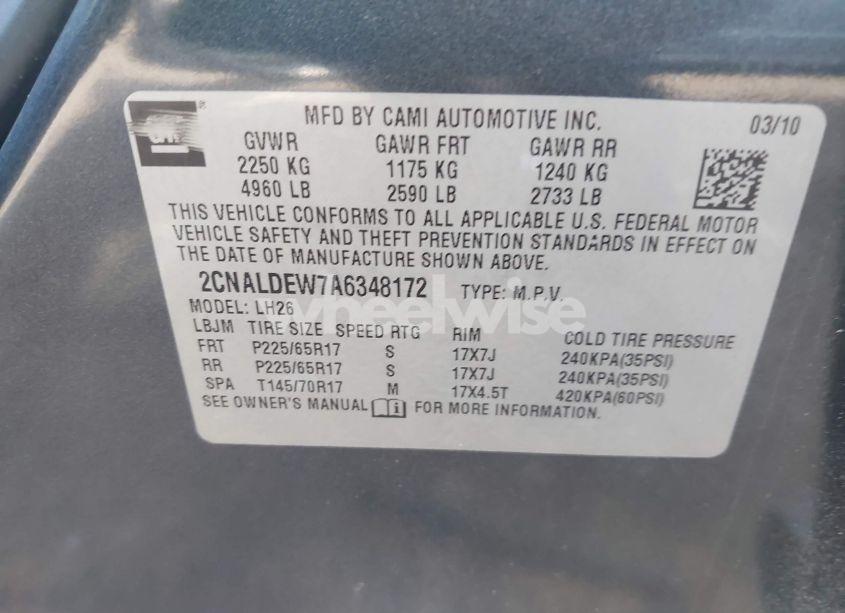 GM
®
MFD BY CAMI AUTOMOTIVE INC. 03/10
GVWR GAWR FRT GAWR RR
2250 KG 1175 KG 1240 KG
4960 LB 2590 LB 2733 LB
THIS VEHICLE CONFORMS TO ALL APPLICABLE U.S. FEDERAL MOTOR
VEHICLE SAFETY AND THEFT PREVENTION STANDARDS IN EFFECT ON
THE DATE OF MANUFACTURE SHOWN ABOVE.
2CNALDEW7A6348172 TYPE: M.P.V.
MODEL: LH26
wheelwise
LBJM TIRE SIZE SPEED RTG RIM COLD TIRE PRESSURE
FRT P225/65R17 S 17X7J 240KPA(35PSI)
RR P225/65R17 S 17X7J 240KPA(35PSI)
SPA T145/70R17 M 17X4.5T 420KPA(60PSI)
SEE OWNER'S MANUAL i FOR MORE INFORMATION.